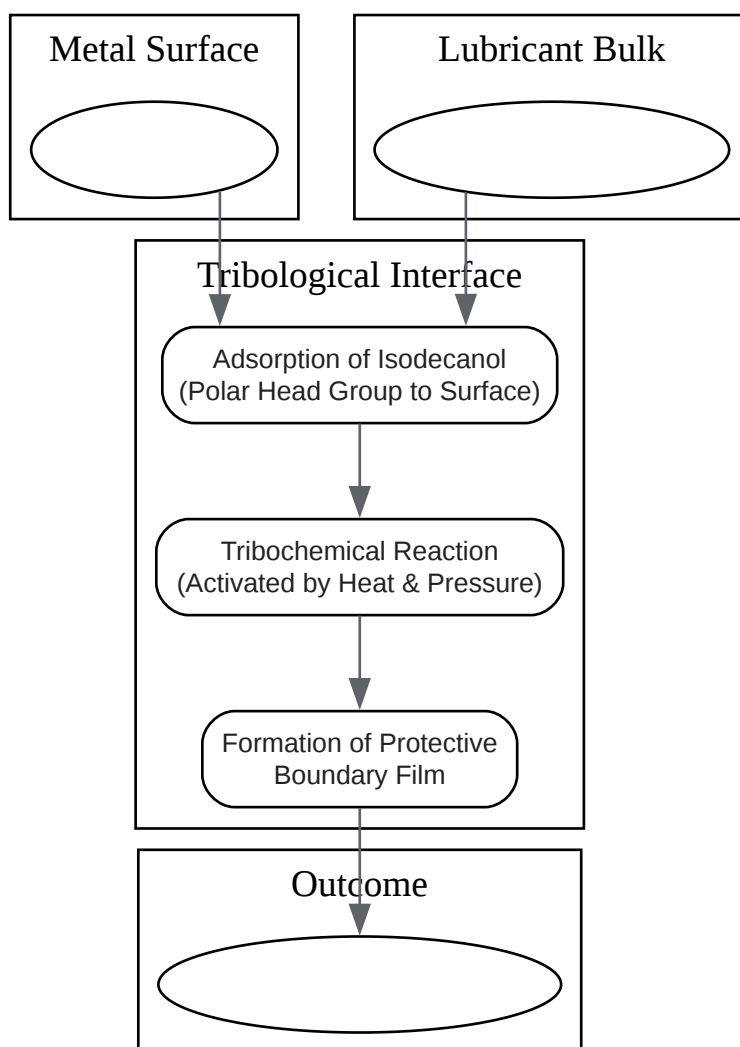 Metal Surface
Lubricant Bulk
Tribological Interface
Adsorption of Isodecanol
(Polar Head Group to Surface)
Tribochemical Reaction
(Activated by Heat & Pressure)
Formation of Protective
Boundary Film
Outcome